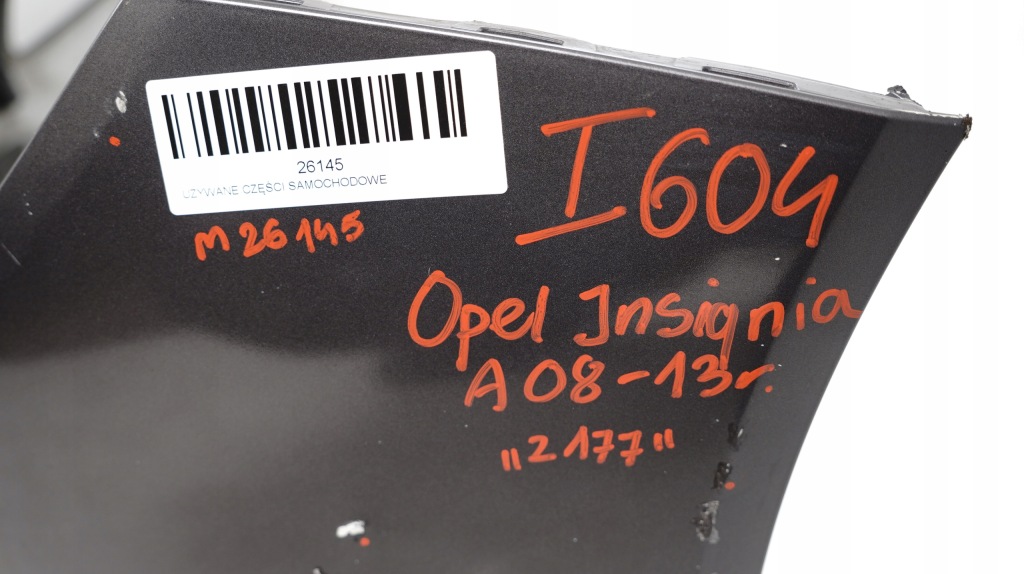 26145
UŻYWANE CZĘŚCI SAMOCHODOWE
M 26145
I604
Opel Insignia
A 08-13r.
"2177"